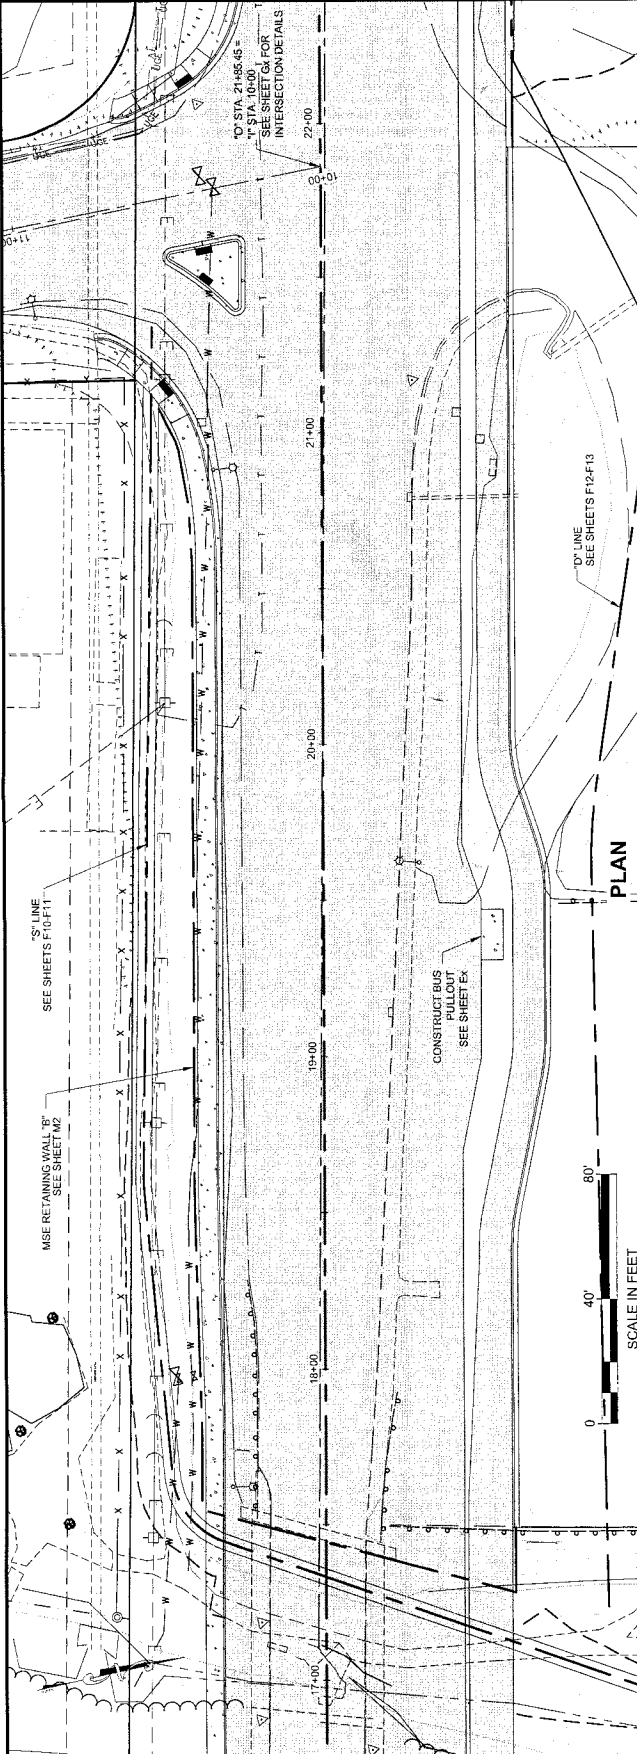 "O" STA. 21+85.45 =
"I" STA. 10+00
SEE SHEET Gx FOR
INTERSECTION DETAILS
22+00
10+00
11+00
UGE
UGE
21+00
"D" LINE
SEE SHEETS F12-F13
20+00
"S" LINE
SEE SHEETS F10-F11
PLAN
CONSTRUCT BUS
PULLOUT
SEE SHEET Ex
19+00
MSE RETAINING WALL "B"
SEE SHEET M2
18+00
17+00
0 40' 80'
SCALE IN FEET